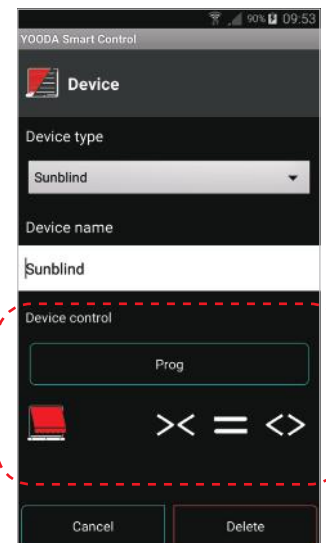 90% 09:53
YOODA Smart Control
Device
Device type
Sunblind
Device name
Sunblind
Device control
Prog
>< = <>
Cancel Delete